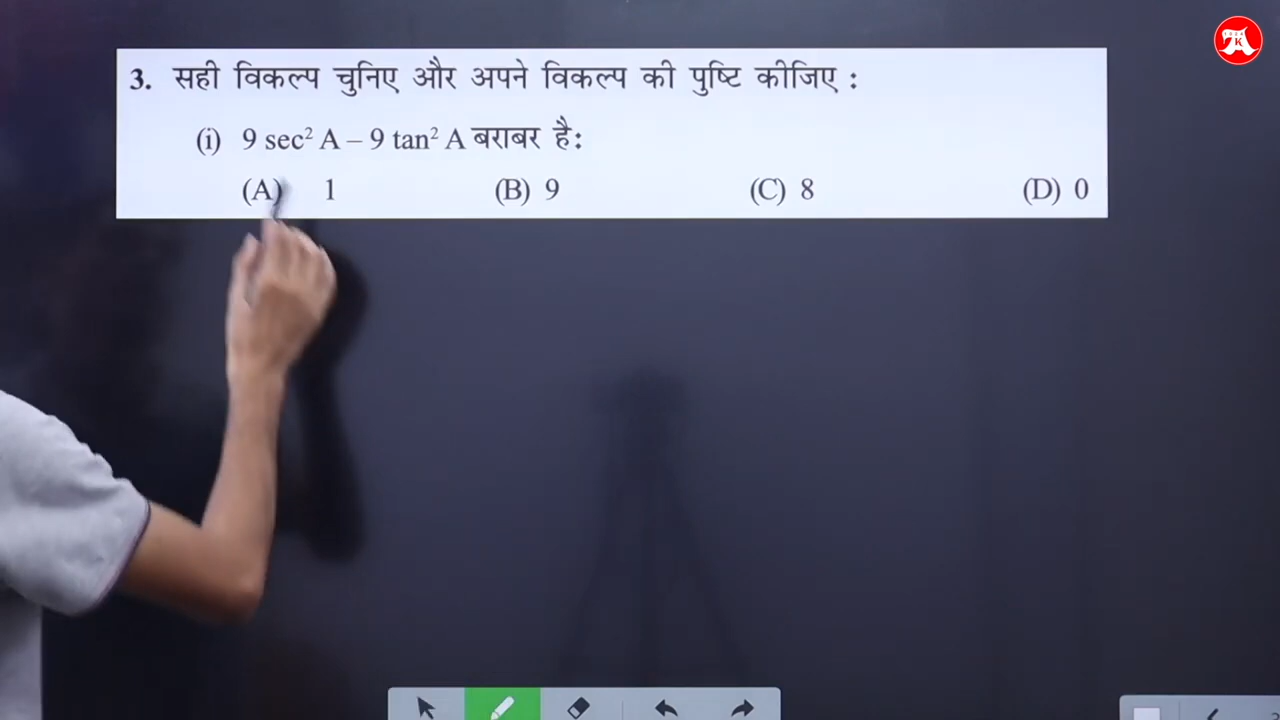 3. सही विकल्प चुनिए और अपने विकल्प की पुष्टि कीजिए :
(i) 9 sec² A – 9 tan² A बराबर है:
(A) 1 (B) 9 (C) 8 (D) 0